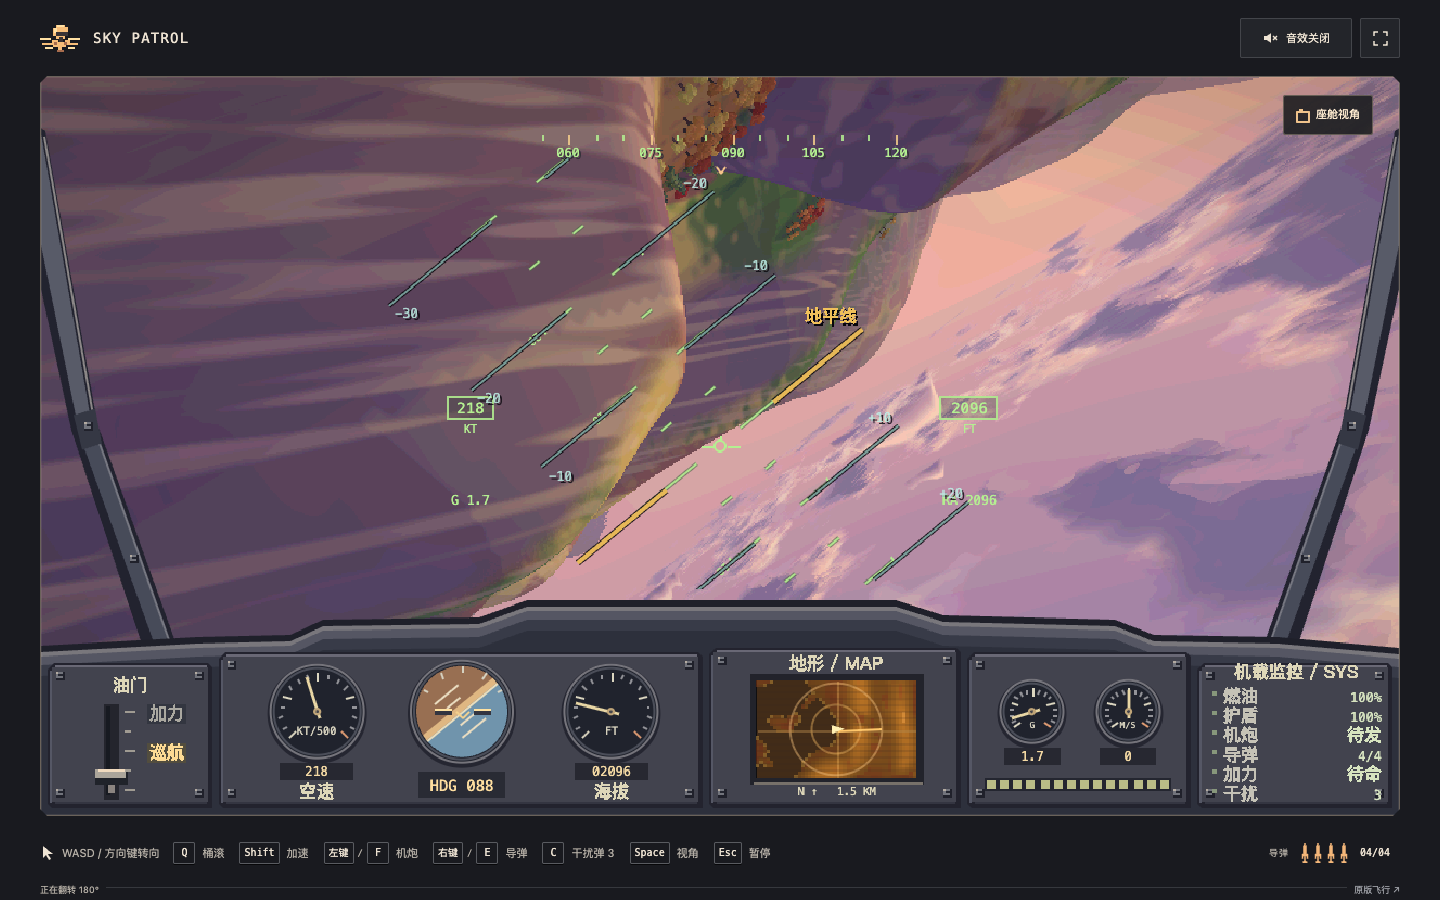 SKY PATROL
音效关闭
座舱视角
060 075 090 105 120
-20
-10
-30
地平线
-20
218
KT
+10
2096
FT
-10
G 1.7
+20
RA 2096
油门
加力
巡航
KT/500
218
空速
HDG 088
FT
02096
海拔
地形 / MAP
N ↑ 1.5 KM
G
1.7
M/S
0
机载监控 / SYS
燃油 100%
护盾 100%
机炮 待发
导弹 4/4
加力 待命
干扰 3
WASD / 方向键转向 Q 桶滚 Shift 加速 左键 / F 机炮 右键 / E 导弹 C 干扰弹 3 Space 视角 Esc 暂停
导弹 04/04
正在翻转 180°
原版飞行 ↗